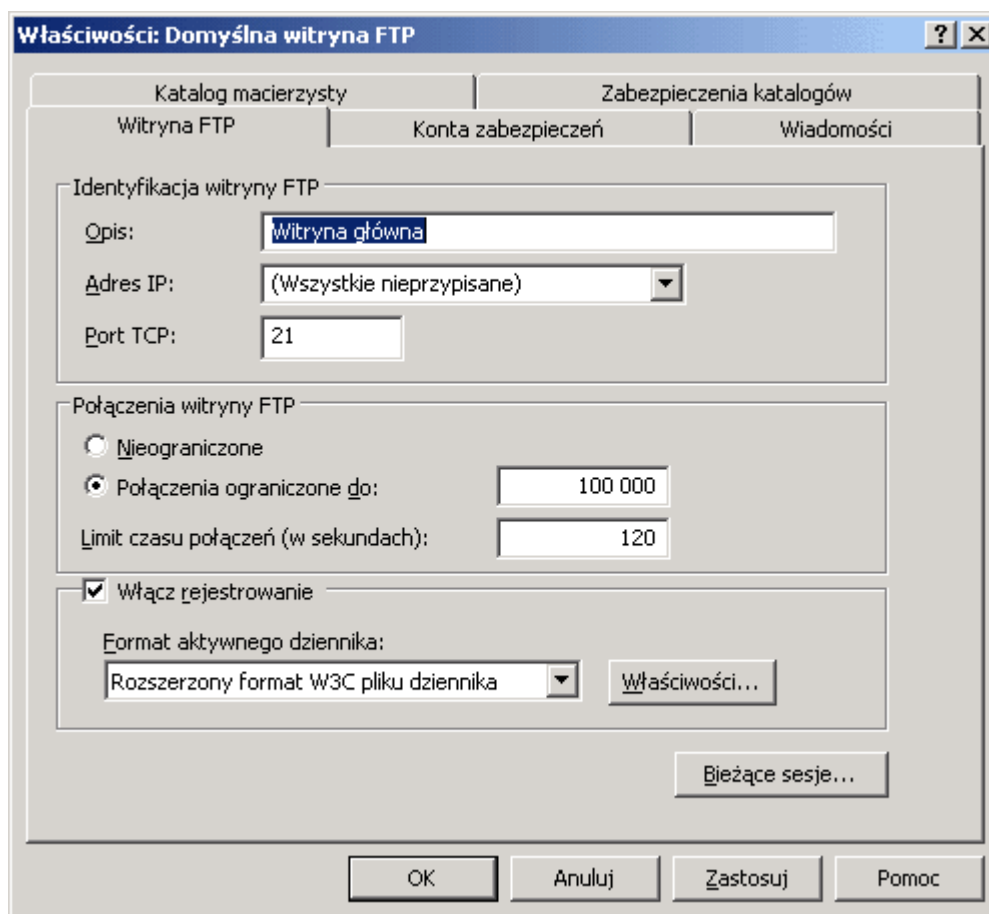 Właściwości: Domyślna witryna FTP
Katalog macierzysty Zabezpieczenia katalogów
Witryna FTP Konta zabezpieczeń Wiadomości
Identyfikacja witryny FTP
Opis: Witryna główna
Adres IP: (Wszystkie nieprzypisane)
Port TCP: 21
Połączenia witryny FTP
Nieograniczone
Połączenia ograniczone do: 100 000
Limit czasu połączeń (w sekundach): 120
Włącz rejestrowanie
Format aktywnego dziennika:
Rozszerzony format W3C pliku dziennika Właściwości...
Bieżące sesje...
OK Anuluj Zastosuj Pomoc